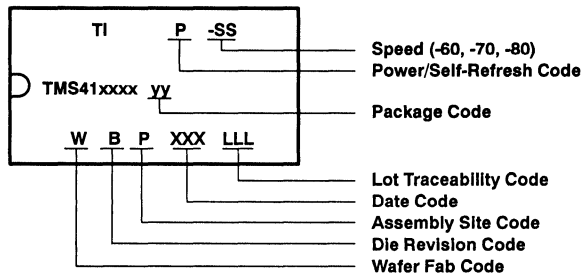 TI P -SS
Speed (-60, -70, -80)
Power/Self-Refresh Code
TMS41xxxx yy
Package Code
W B P XXX LLL
Lot Traceability Code
Date Code
Assembly Site Code
Die Revision Code
Wafer Fab Code